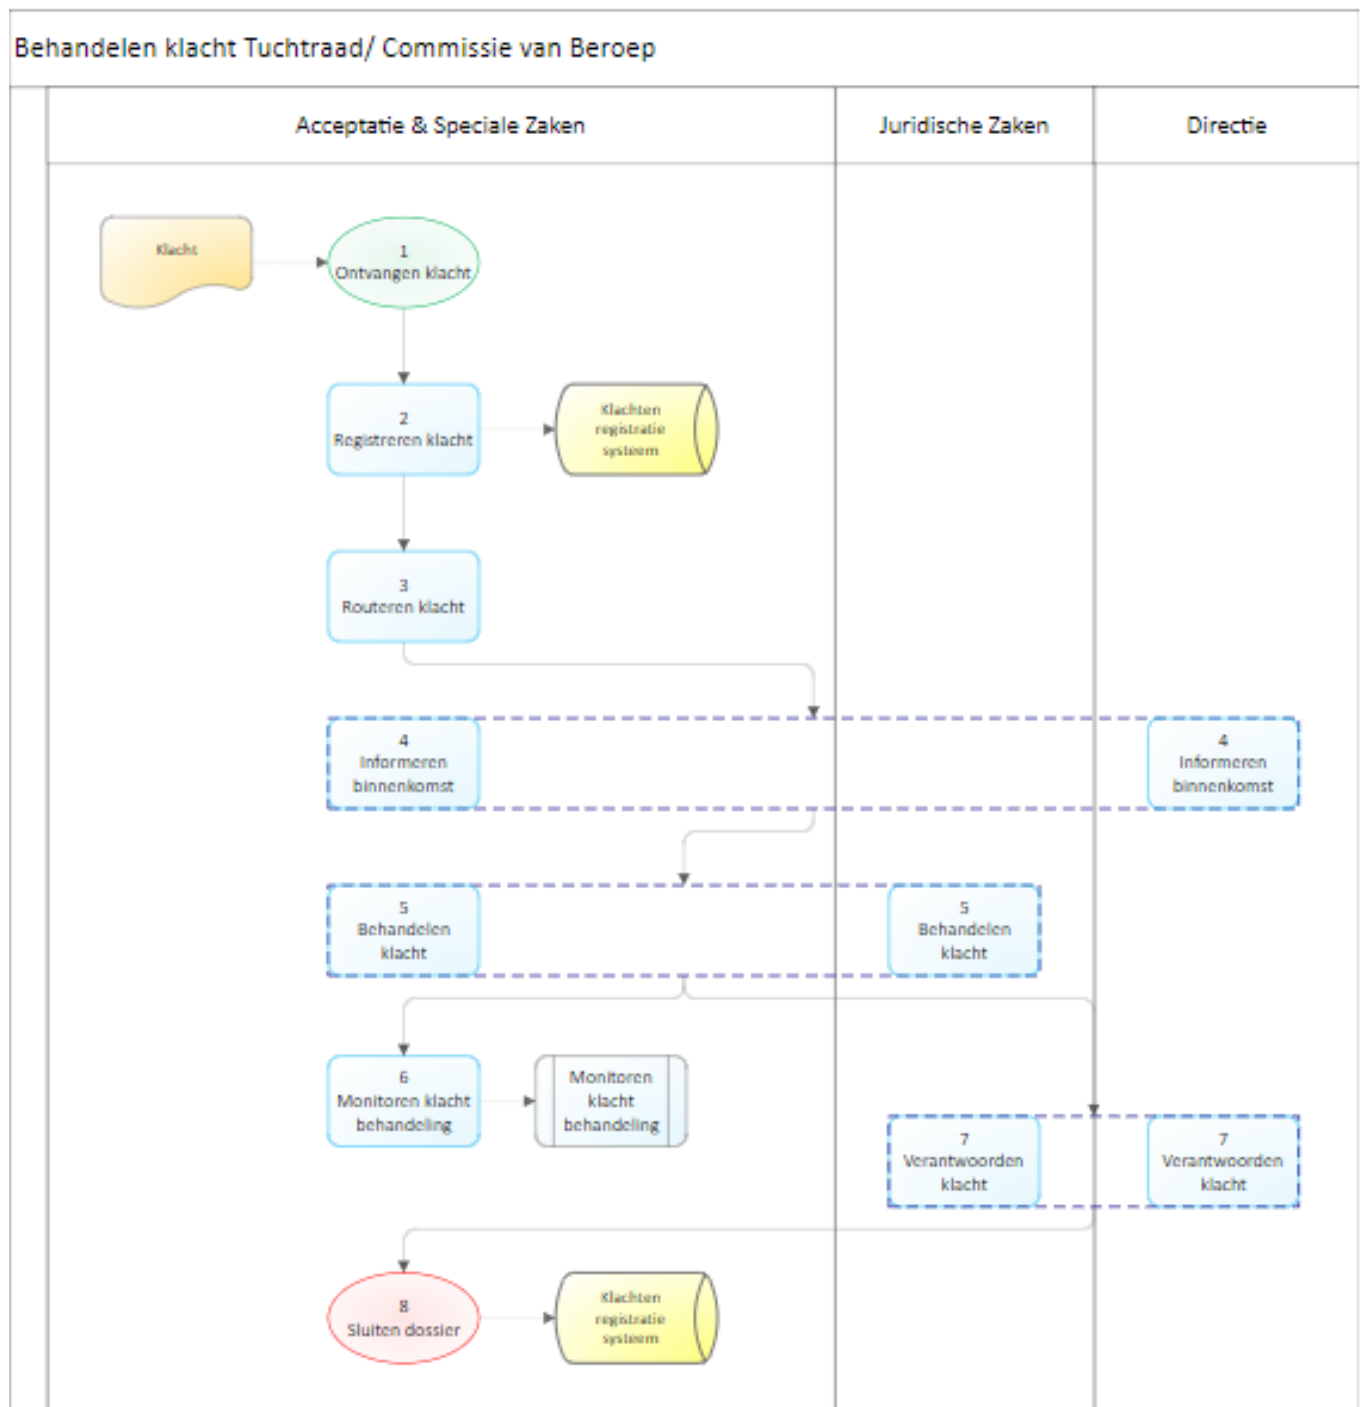 Behandelen klacht Tuchtraad/ Commissie van Beroep
Acceptatie & Speciale Zaken
Juridische Zaken
Directie
Klacht
1
Ontvangen klacht
2
Registreren klacht
Klachten
registratie
systeem
3
Routeren klacht
4
Informeren
binnenkomst
4
Informeren
binnenkomst
5
Behandelen
klacht
5
Behandelen
klacht
6
Monitoren klacht
behandeling
Monitoren
klacht
behandeling
7
Verantwoorden
klacht
7
Verantwoorden
klacht
8
Sluiten dossier
Klachten
registratie
systeem